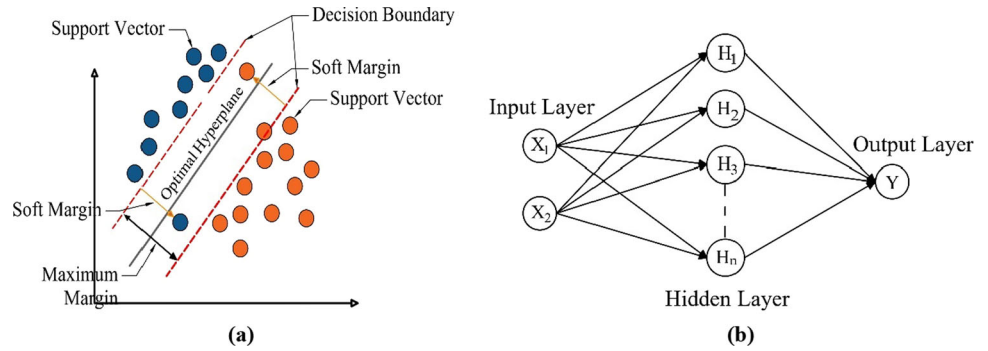 Support Vector
Decision Boundary
Soft Margin
Support Vector
Optimal Hyperplane
Soft Margin
Maximum
Margin
(a)
Input Layer
X1
X2
H1
H2
H3
Hn
Hidden Layer
Output Layer
Y
(b)